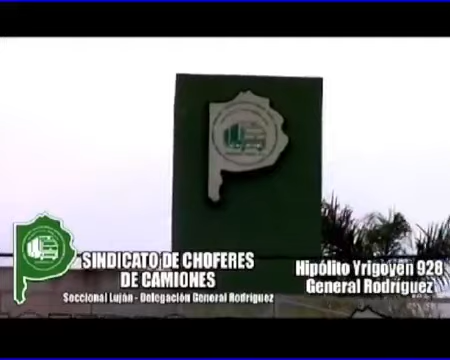 SINDICATO DE CHOFERES
DE CAMIONES
Seccional Luján - Delegación General Rodríguez
Hipólito Yrigoyen 928
General Rodríguez